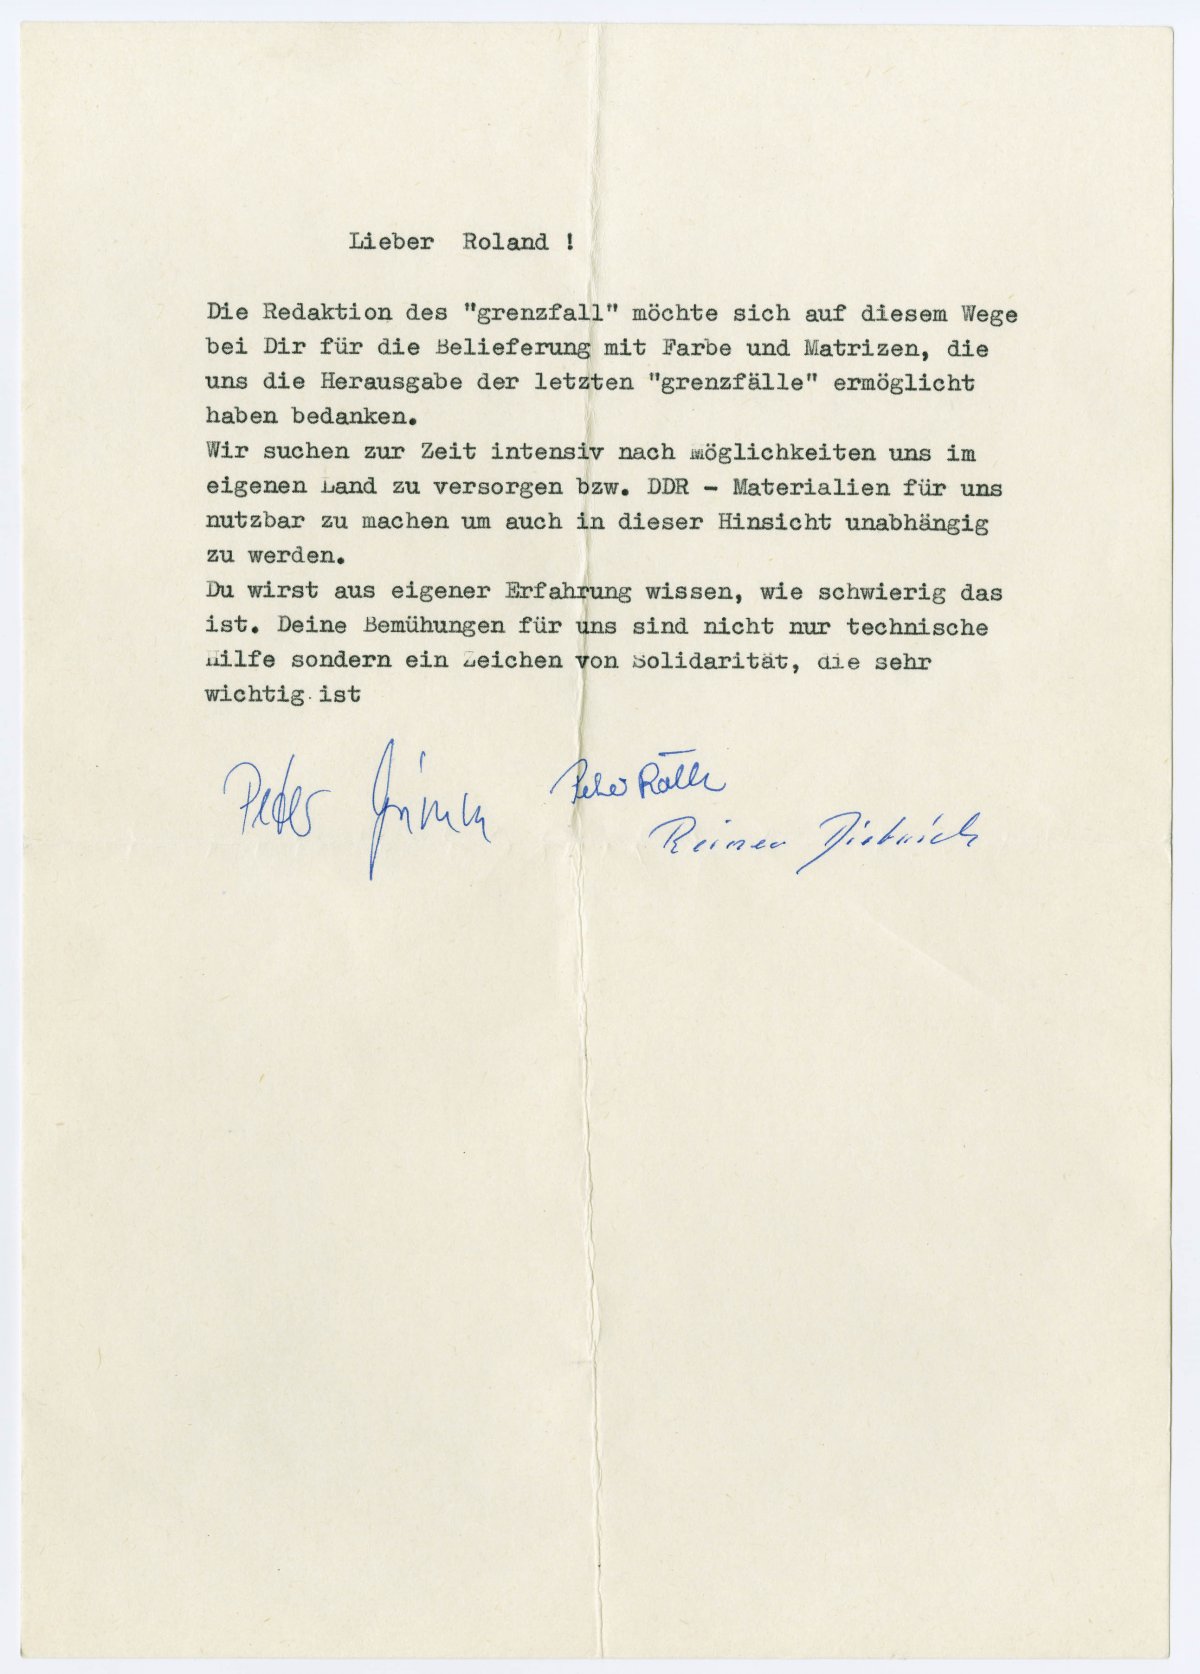 Lieber Roland !
Die Redaktion des "grenzfall" möchte sich auf diesem Wege
bei Dir für die Belieferung mit Farbe und Matrizen, die
uns die Herausgabe der letzten "grenzfälle" ermöglicht
haben bedanken.
Wir suchen zur Zeit intensiv nach Möglichkeiten uns im
eigenen Land zu versorgen bzw. DDR - Materialien für uns
nutzbar zu machen um auch in dieser Hinsicht unabhängig
zu werden.
Du wirst aus eigener Erfahrung wissen, wie schwierig das
ist. Deine Bemühungen für uns sind nicht nur technische
Hilfe sondern ein Zeichen von Solidarität, die sehr
wichtig ist
Peter Grimm Peter Rölle
Reiner Dietrich